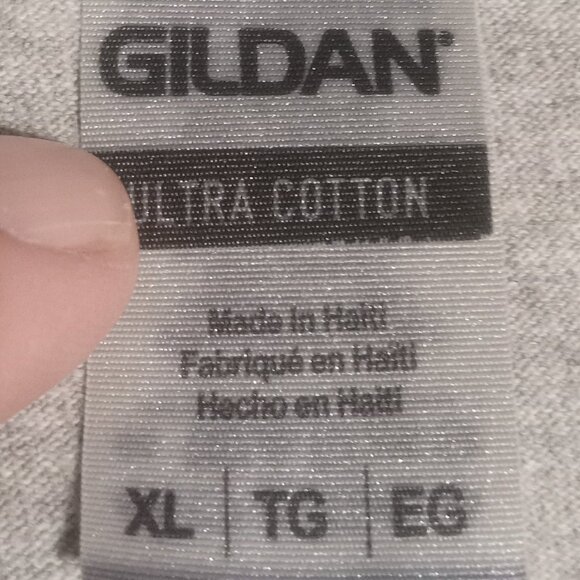 GILDAN®
ULTRA COTTON
Made in Haiti
Fabriqué en Haïti
Hecho en Haití
XL | TG | EG